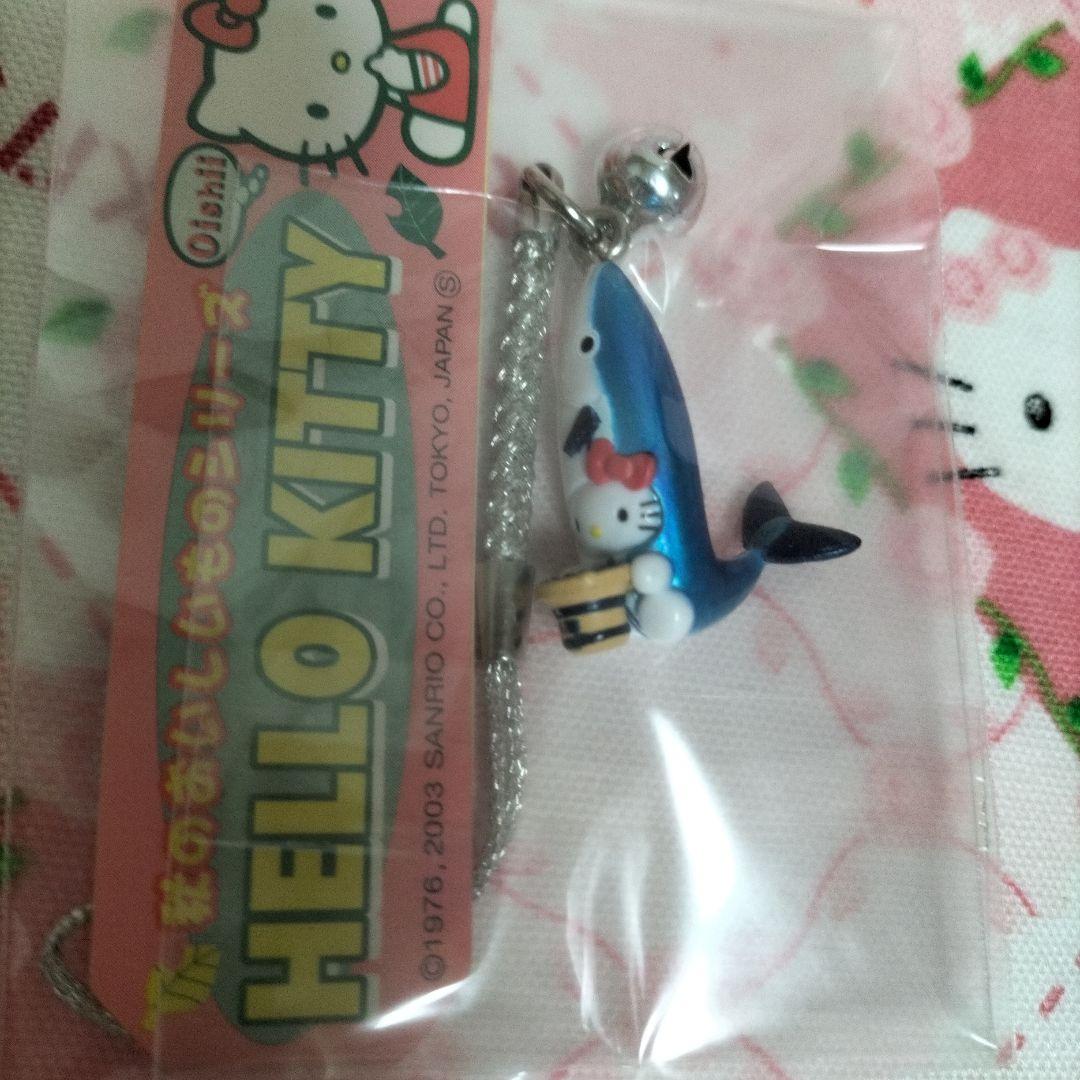 Oishii
秋のおいしいものシリーズ
HELLO KITTY
©1976, 2003 SANRIO CO., LTD. TOKYO, JAPAN Ⓢ